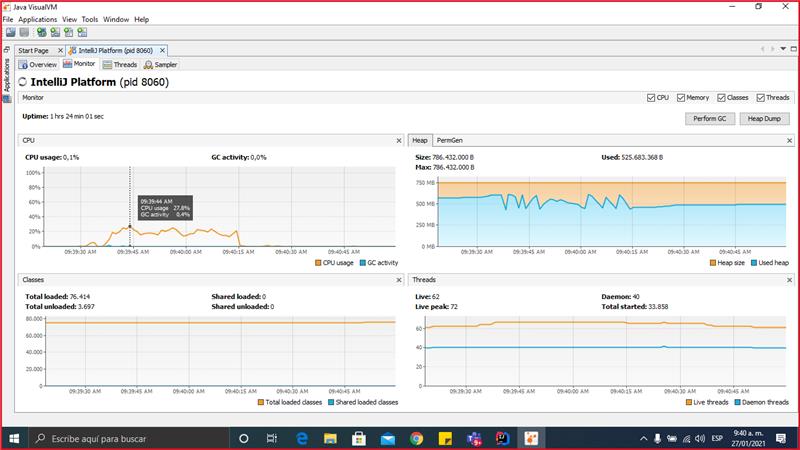 Java VisualVM
File Applications View Tools Window Help
Start Page IntelliJ Platform (pid 8060)
Applications
Overview Monitor Threads Sampler
IntelliJ Platform (pid 8060)
Monitor CPU Memory Classes Threads
Uptime: 1 hrs 24 min 01 sec
Perform GC Heap Dump
CPU
CPU usage: 0,1% GC activity: 0,0%
100%
80%
60%
40%
20%
0%
09:39:44 AM
CPU usage 27,8%
GC activity 0,4%
09:39:30 AM 09:39:45 AM 09:40 AM 09:40:15 AM 09:40:30 AM 09:40:45 AM
CPU usage GC activity
Heap PermGen
Size: 786.432.000 B Used: 525.683.368 B
Max: 786.432.000 B
750 MB
500 MB
250 MB
0 MB
09:39:30 AM 09:39:45 AM 09:40 AM 09:40:15 AM 09:40:30 AM 09:40:45 AM
Heap size Used heap
Classes
Total loaded: 76.414 Shared loaded: 0
Total unloaded: 3.697 Shared unloaded: 0
80.000
60.000
40.000
20.000
0
09:39:30 AM 09:39:45 AM 09:40 AM 09:40:15 AM 09:40:30 AM 09:40:45 AM
Total loaded classes Shared loaded classes
Threads
Live: 62 Daemon: 40
Live peak: 72 Total started: 33.858
60
40
20
0
09:39:30 AM 09:39:45 AM 09:40 AM 09:40:15 AM 09:40:30 AM 09:40:45 AM
Live threads Daemon threads
Escribe aquí para buscar
ESP
9:40 a. m.
27/01/2021